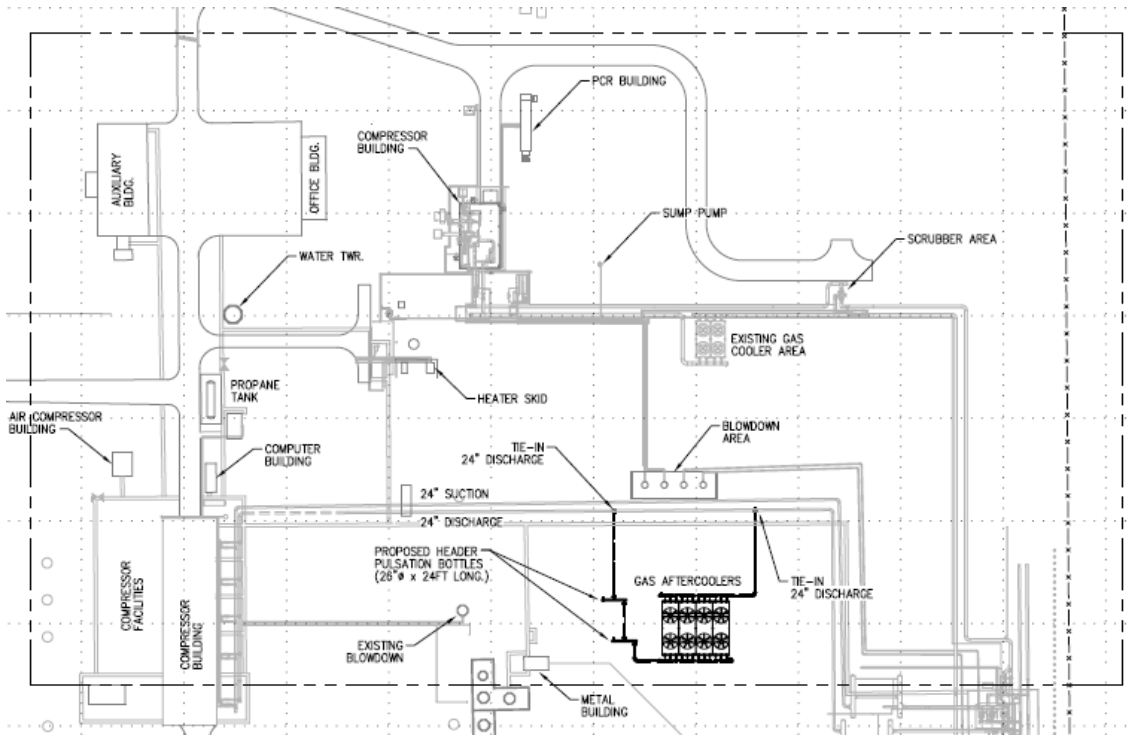 PCR BUILDING
COMPRESSOR
BUILDING
AUXILIARY
BLDG.
OFFICE BLDG.
SUMP PUMP
SCRUBBER AREA
WATER TWR.
EXISTING GAS
COOLER AREA
PROPANE
TANK
HEATER SKID
AIR COMPRESSOR
BUILDING
BLOWDOWN
AREA
TIE-IN
24" DISCHARGE
COMPUTER
BUILDING
24" SUCTION
24" DISCHARGE
PROPOSED HEADER
PULSATION BOTTLES
(26"ø x 24FT LONG.)
GAS AFTERCOOLERS
TIE-IN
24" DISCHARGE
COMPRESSOR
FACILITIES
COMPRESSOR
BUILDING
EXISTING
BLOWDOWN
METAL
BUILDING